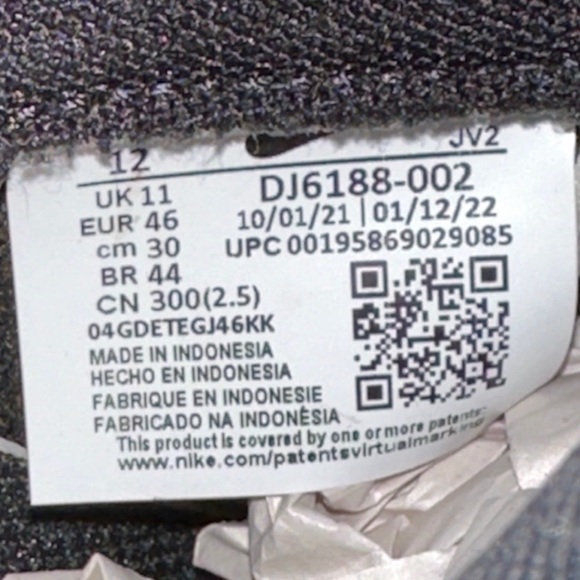 12 JV2
UK 11 DJ6188-002
EUR 46 10/01/21 | 01/12/22
cm 30 UPC 00195869029085
BR 44
CN 300(2.5)
04GDETEGJ46KK
MADE IN INDONESIA
HECHO EN INDONESIA
FABRIQUE EN INDONESIE
FABRICADO NA INDONÈSIA
This product is covered by one or more patents:
www.nike.com/patentsvirtualmarking